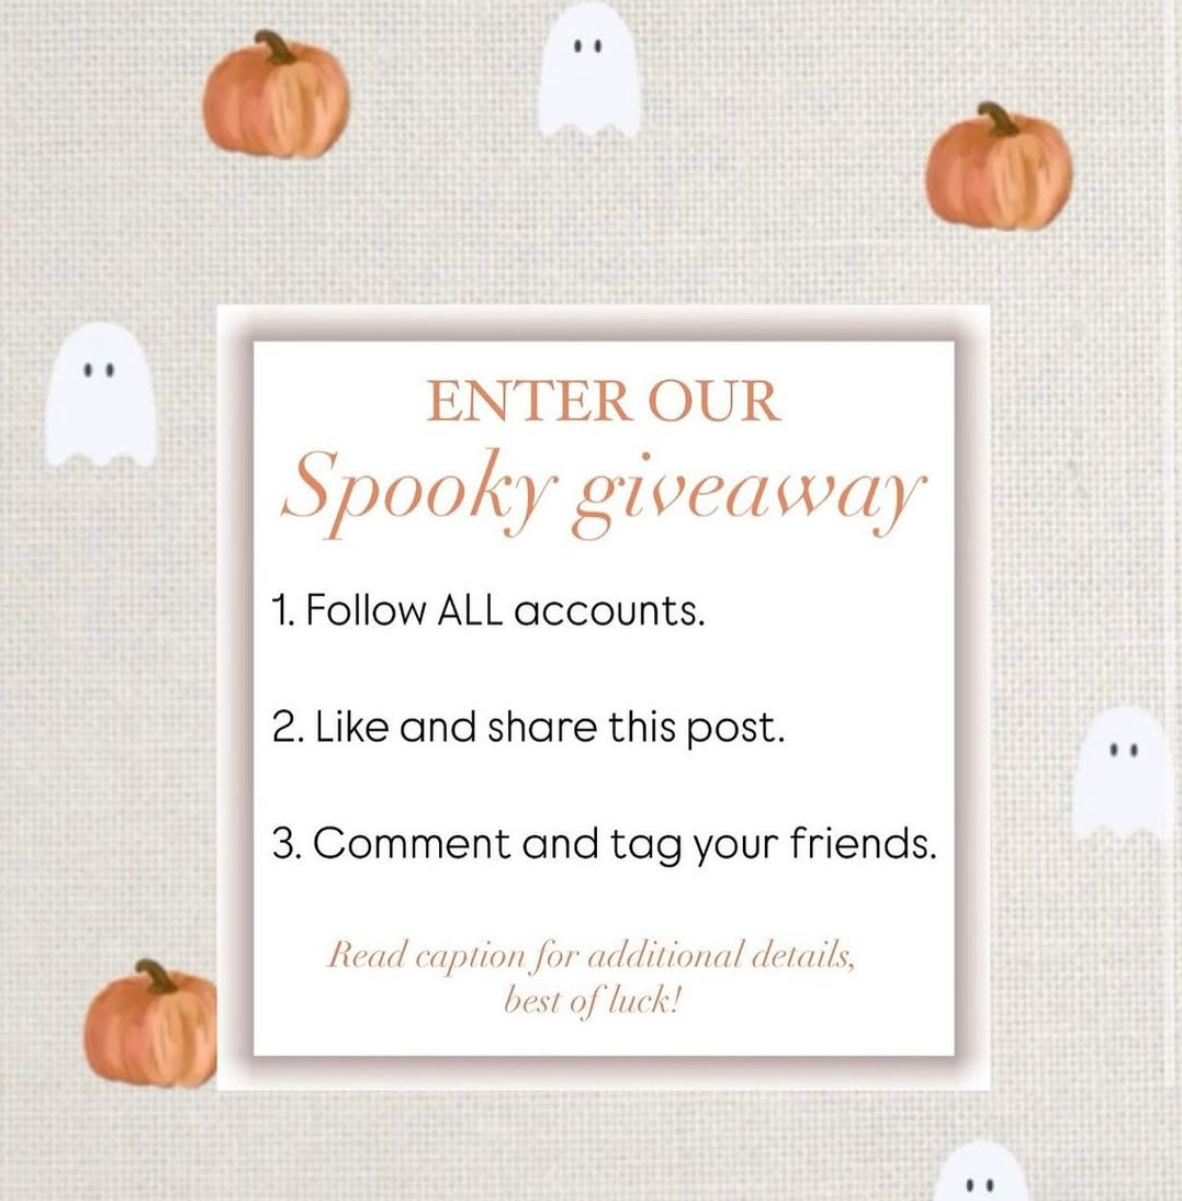 ENTER OUR
Spooky giveaway
1. Follow ALL accounts.
2. Like and share this post.
3. Comment and tag your friends.
Read caption for additional details,
best of luck!